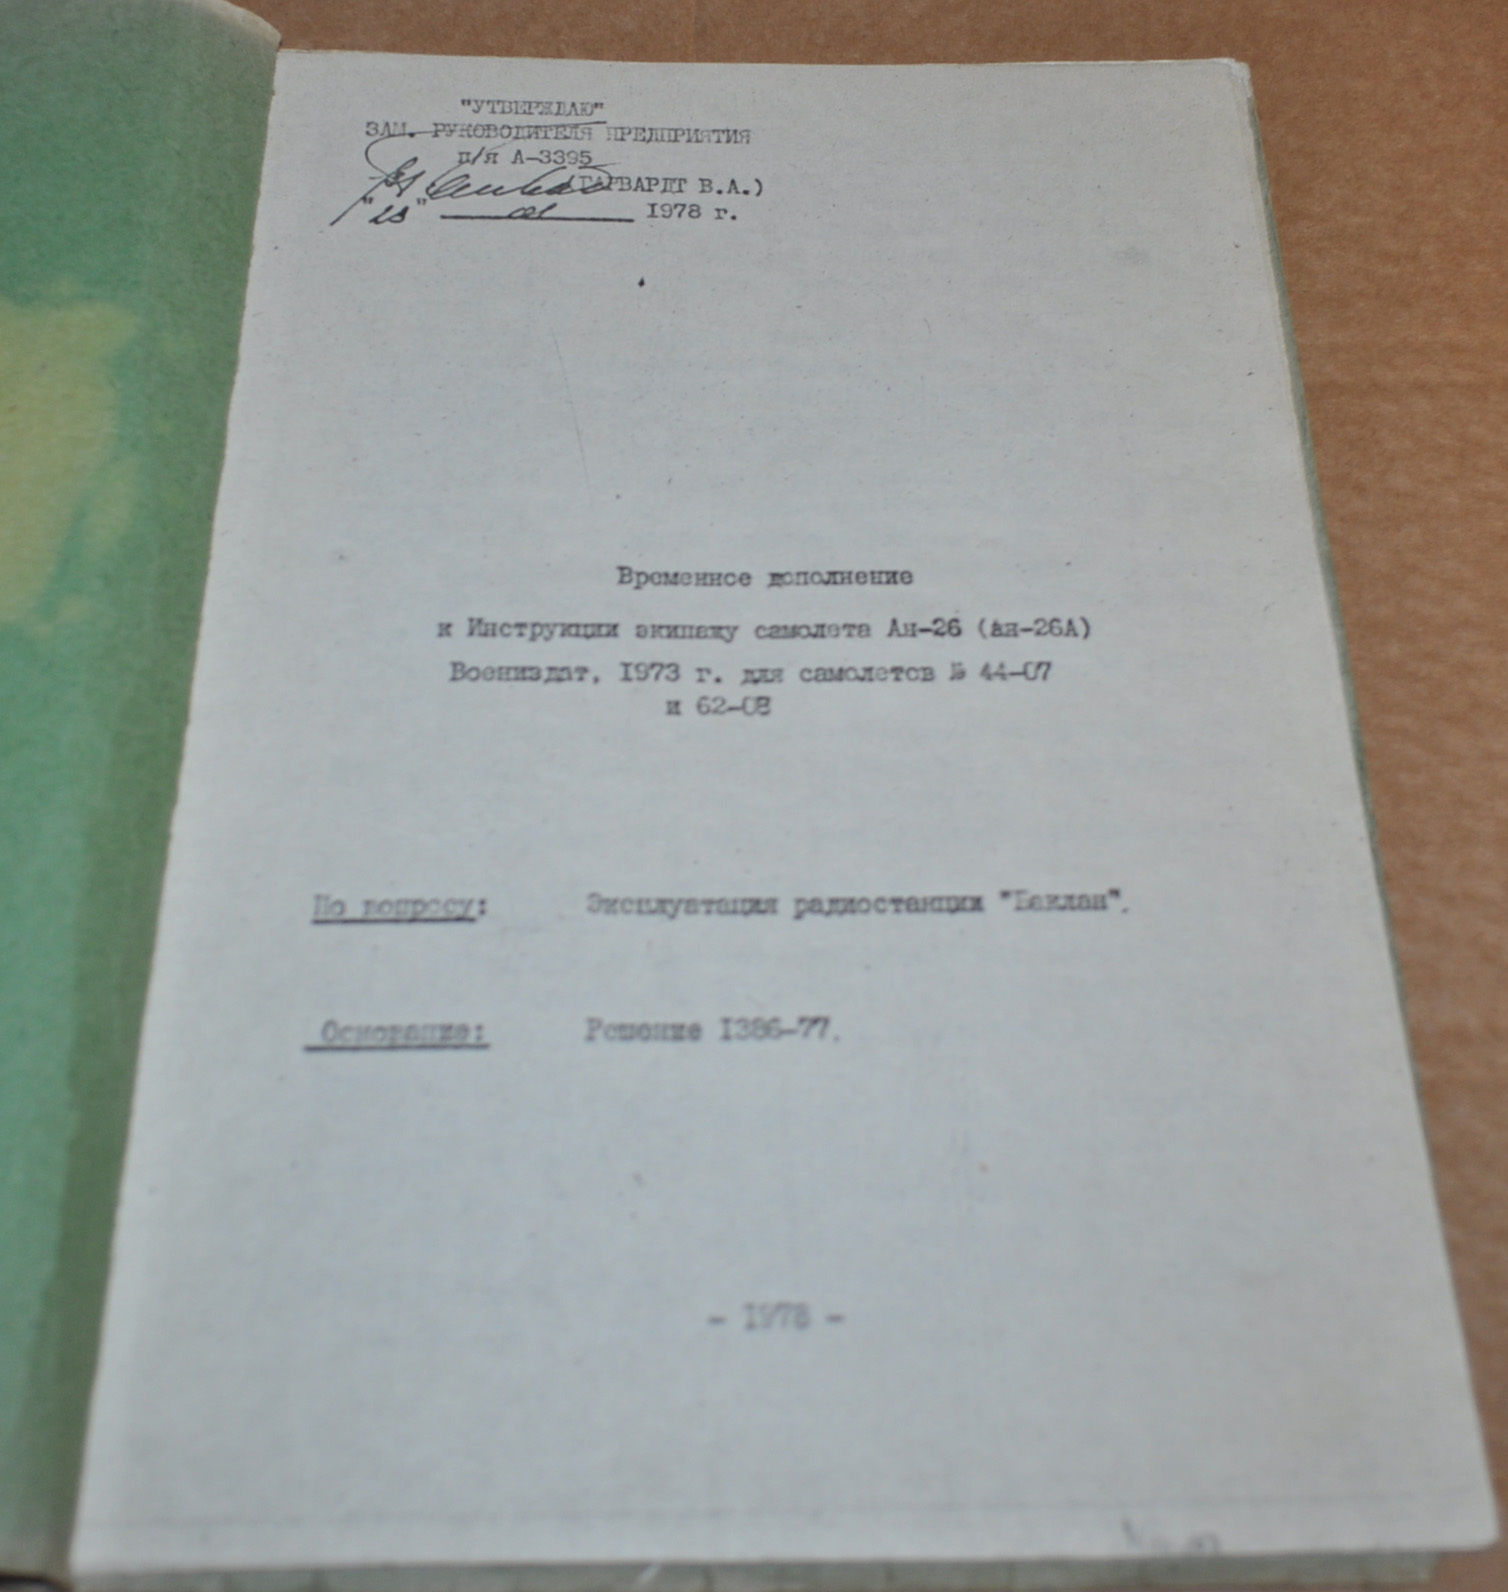 "УТВЕРЖДАЮ"
ЗАМ. РУКОВОДИТЕЛЯ ПРЕДПРИЯТИЯ
п/я А-3395
(ГАРВАРДТ В.А.)
" " 1978 г.
Временное дополнение
к Инструкции экипажу самолета Ан-26 (Ан-26А)
Воениздат, 1973 г. для самолетов № 44-07
и 62-08
По вопросу: Эксплуатация радиостанции "Баклан".
Основание: Решение 1386-77.
- 1978 -